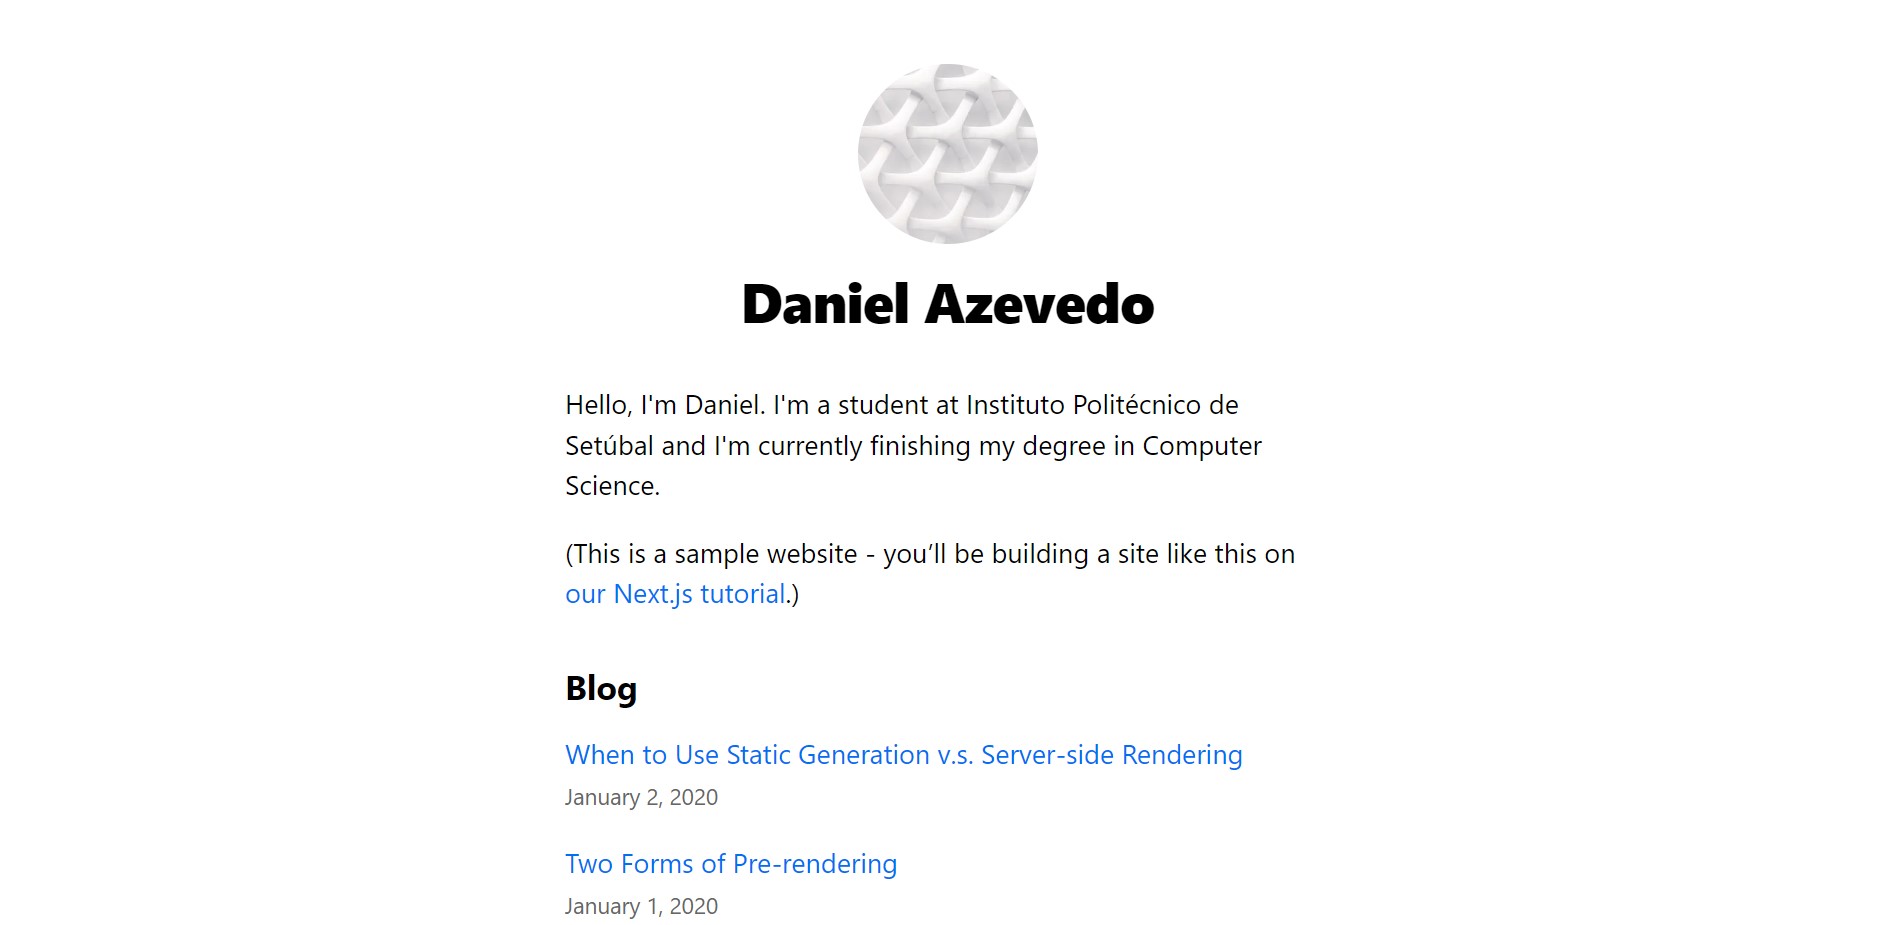 Daniel Azevedo
Hello, I'm Daniel. I'm a student at Instituto Politécnico de
Setúbal and I'm currently finishing my degree in Computer
Science.
(This is a sample website - you’ll be building a site like this on
our Next.js tutorial.)
Blog
When to Use Static Generation v.s. Server-side Rendering
January 2, 2020
Two Forms of Pre-rendering
January 1, 2020